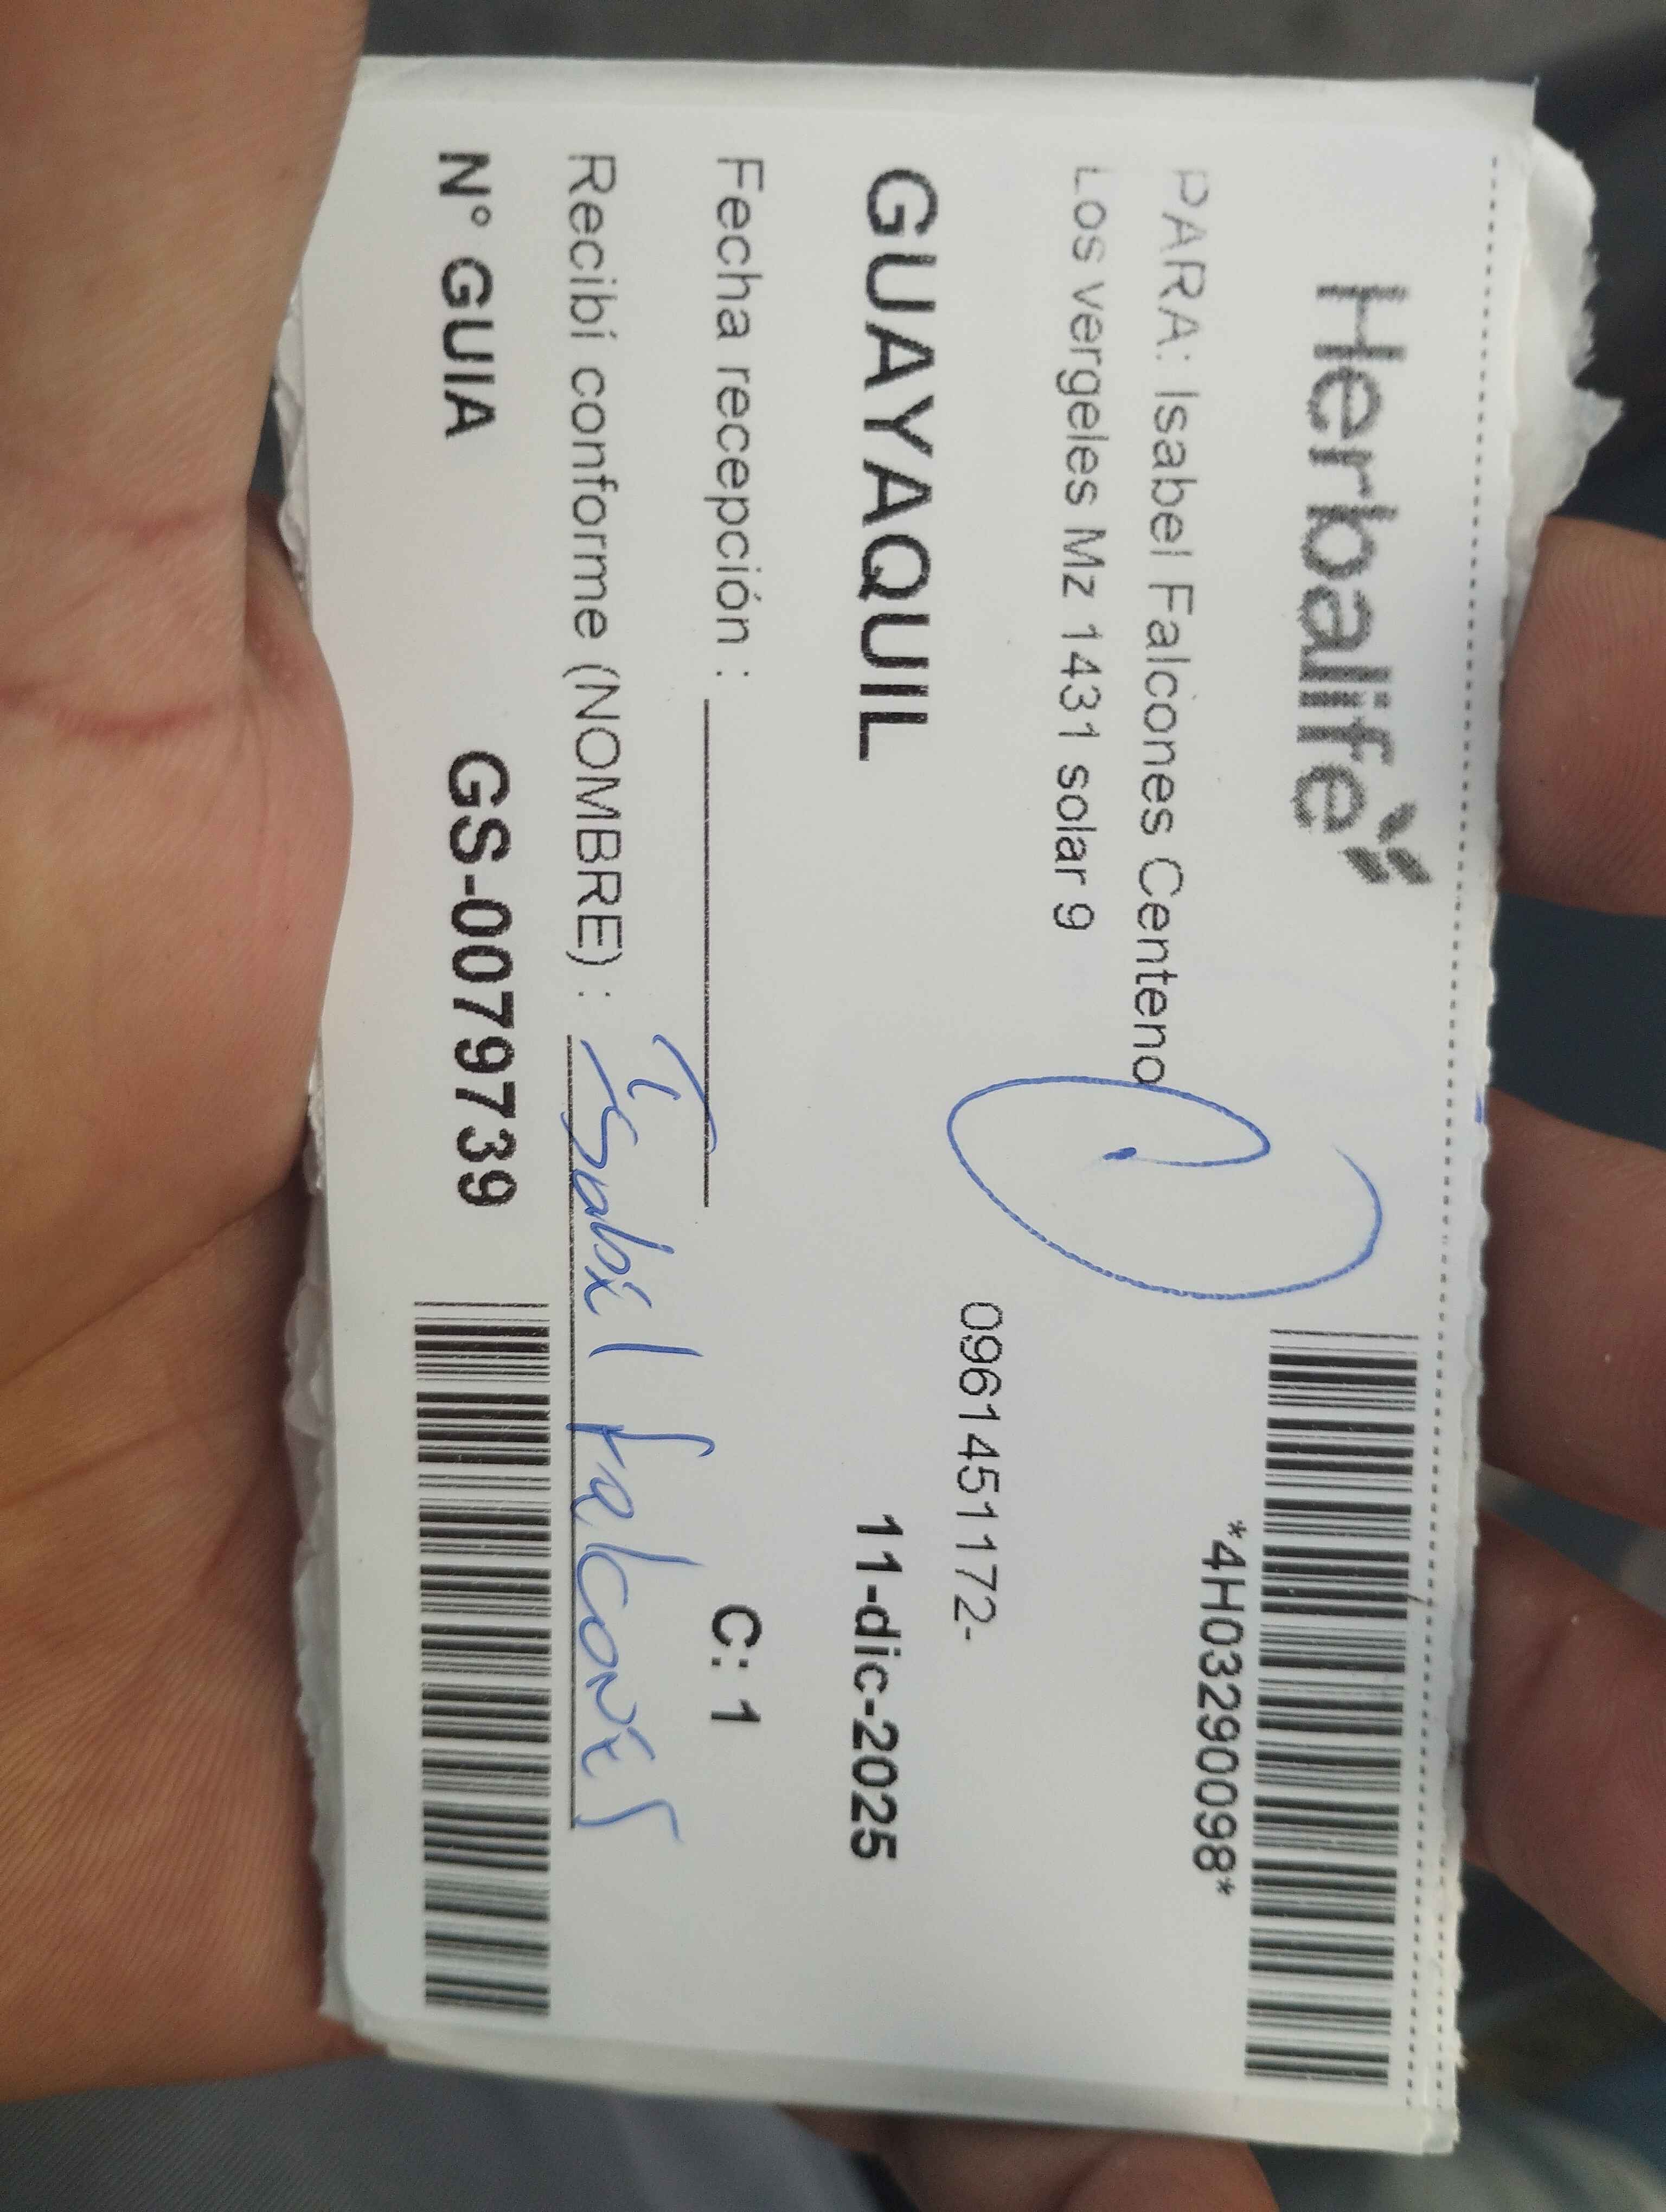 Herbalife
*4H03290098*
PARA: Isabel Falcones Centeno
Los vergeles Mz 1431 solar 9
0961451172-
GUAYAQUIL 11-dic-2025
Fecha recepción : C: 1
Recibí conforme (NOMBRE) : Isabel Falcones
N° GUIA GS-0079739